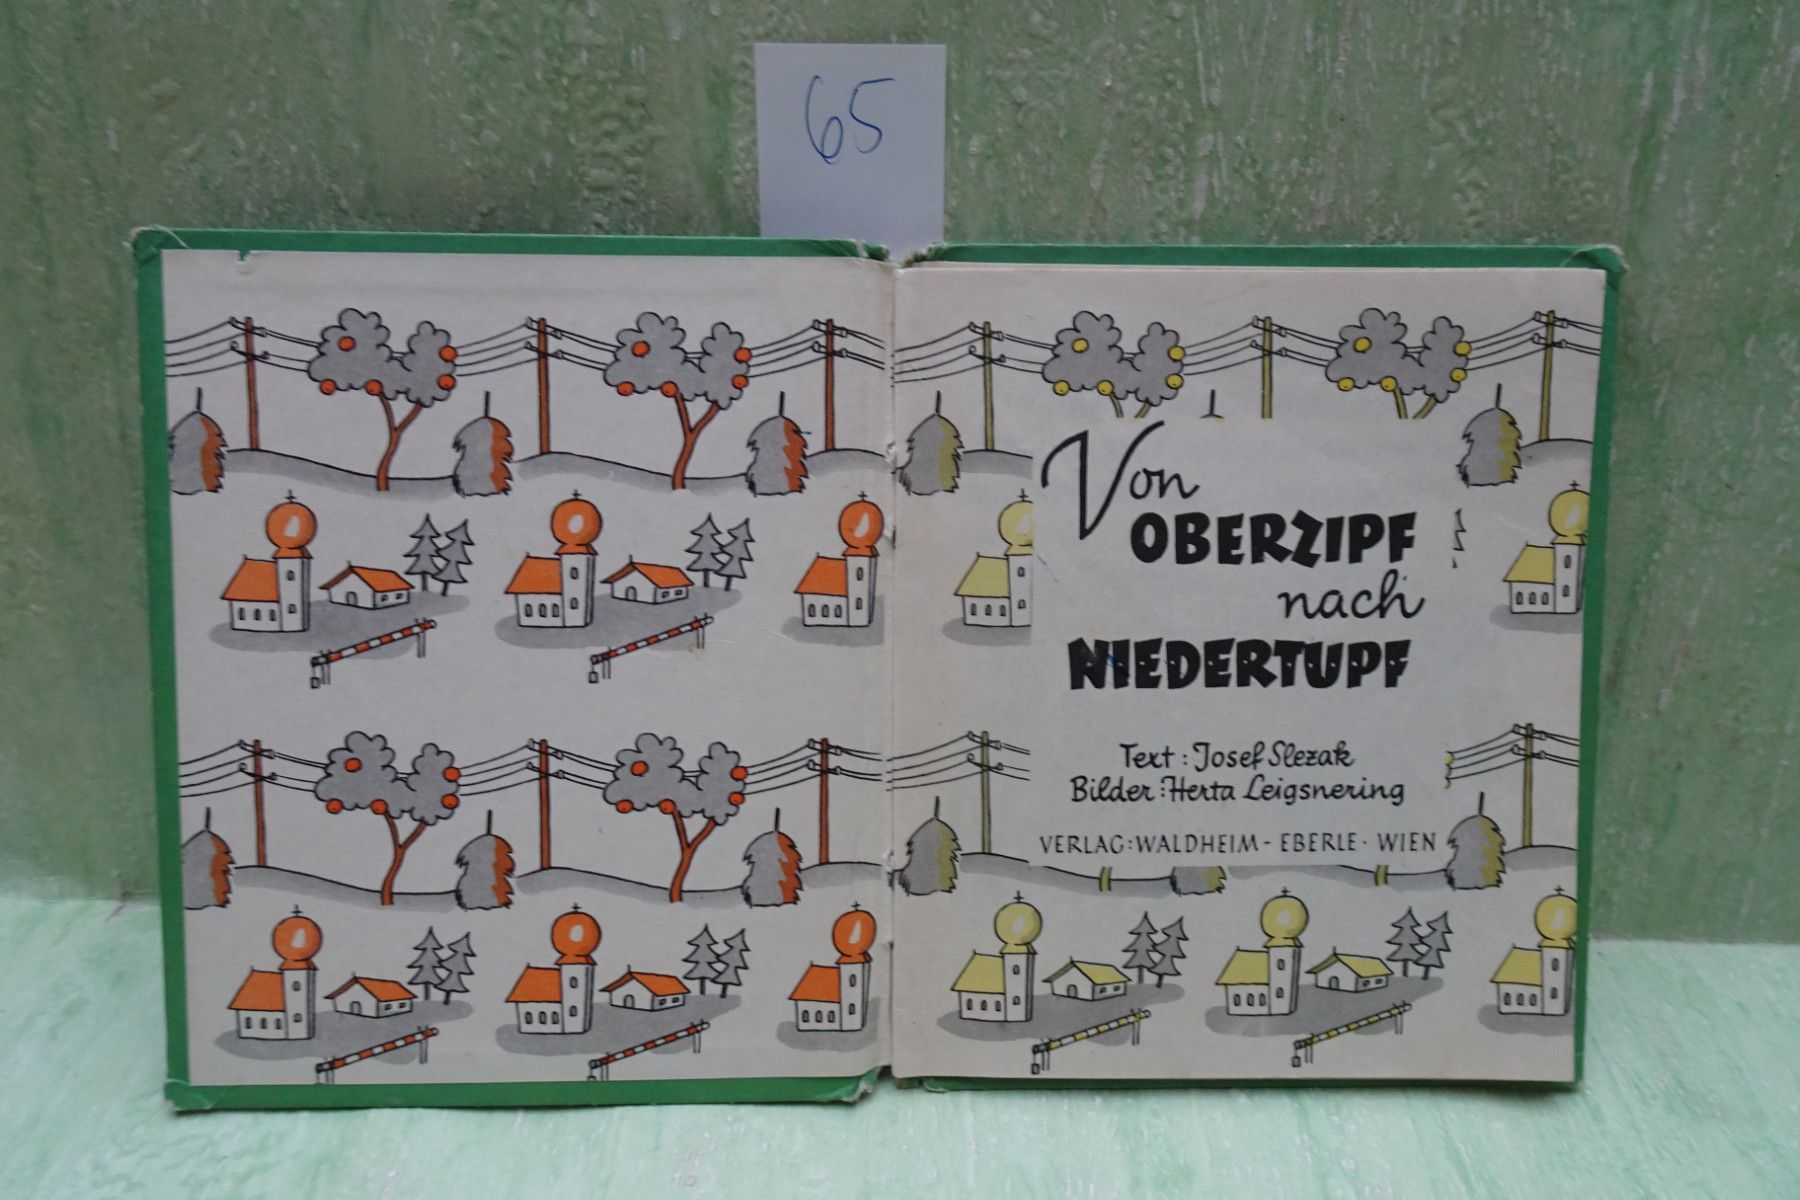 65
Von
OBERZIPF
nach
NIEDERTUPF
Text : Josef Slezak
Bilder : Herta Leigsnering
VERLAG: WALDHEIM - EBERLE · WIEN